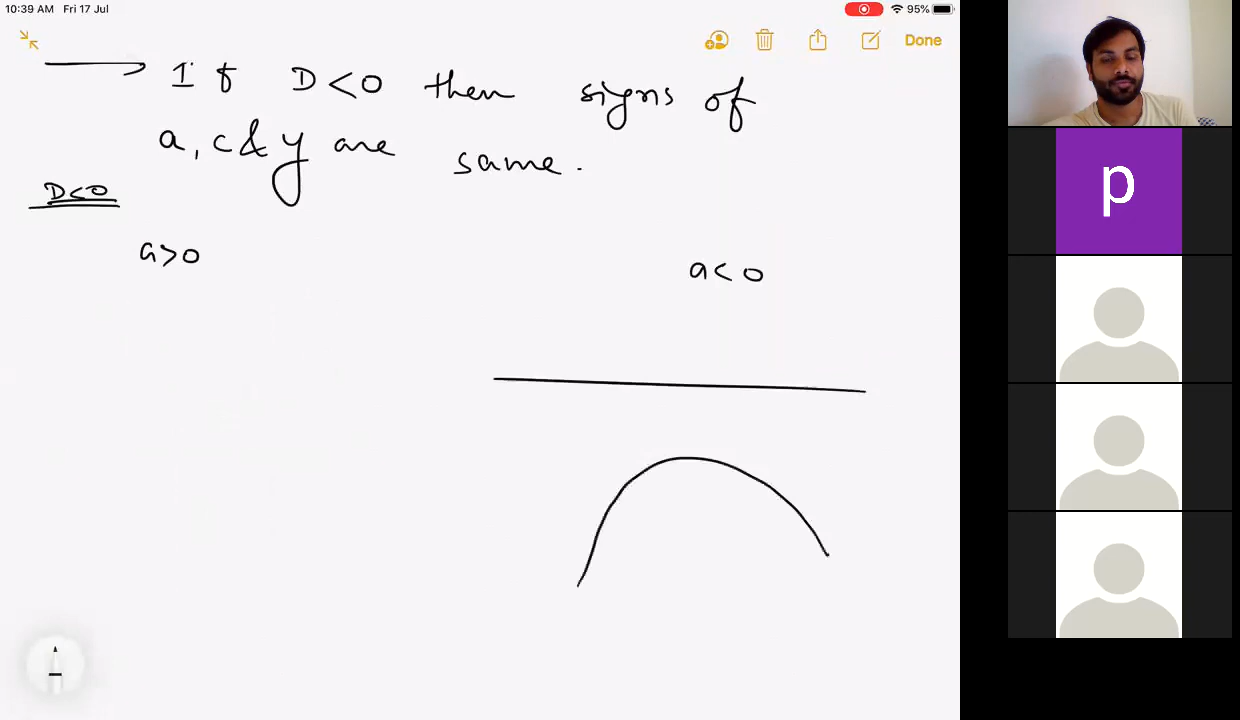 10:39 AM Fri 17 Jul 95%
Done
If D<0 then signs of
a, c & y are same.
D<0
a>0
a<0
p